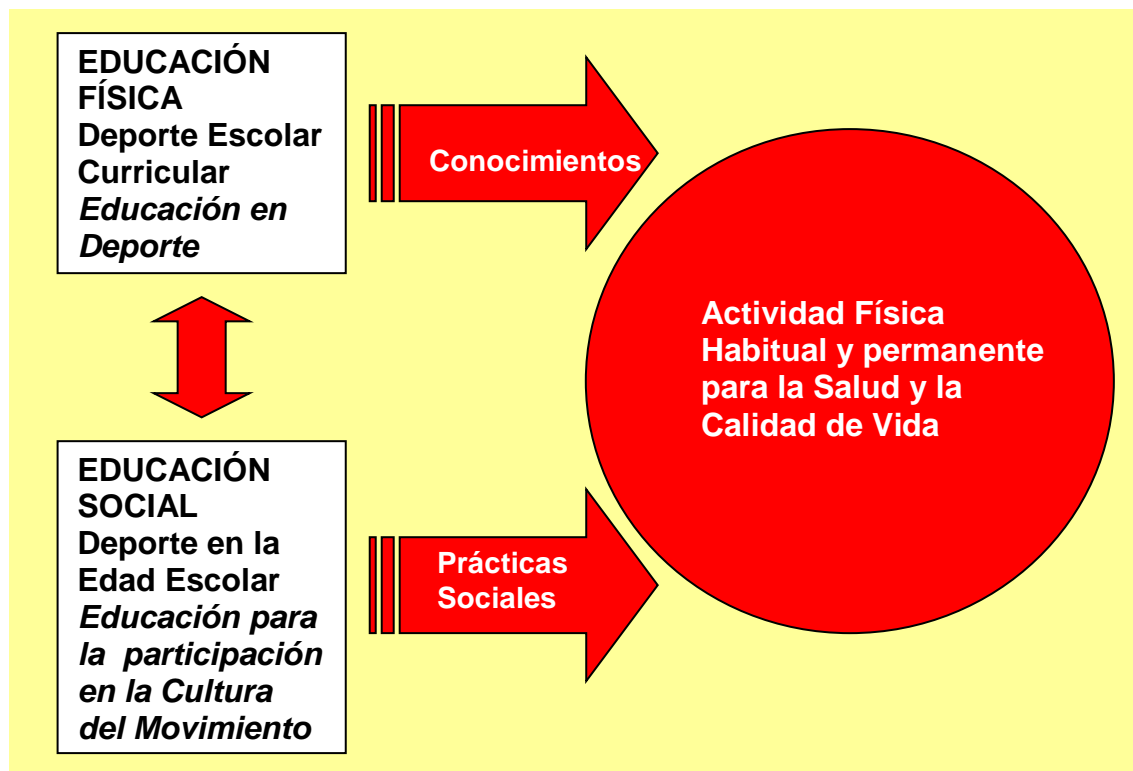 EDUCACIÓN
FÍSICA
Deporte Escolar
Curricular
Educación en
Deporte
Conocimientos
Actividad Física
Habitual y permanente
para la Salud y la
Calidad de Vida
EDUCACIÓN
SOCIAL
Deporte en la
Edad Escolar
Educación para
la participación
en la Cultura
del Movimiento
Prácticas
Sociales